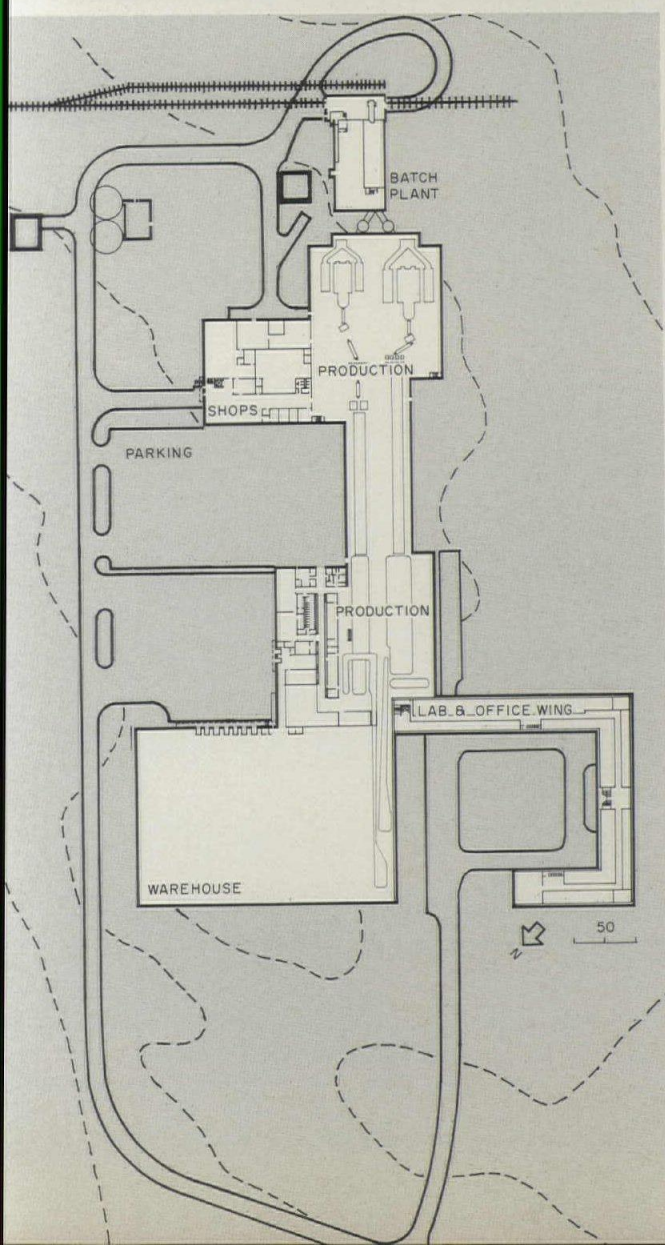 BATCH
PLANT
PRODUCTION
SHOPS
PARKING
PRODUCTION
LAB & OFFICE WING
WAREHOUSE
50
N